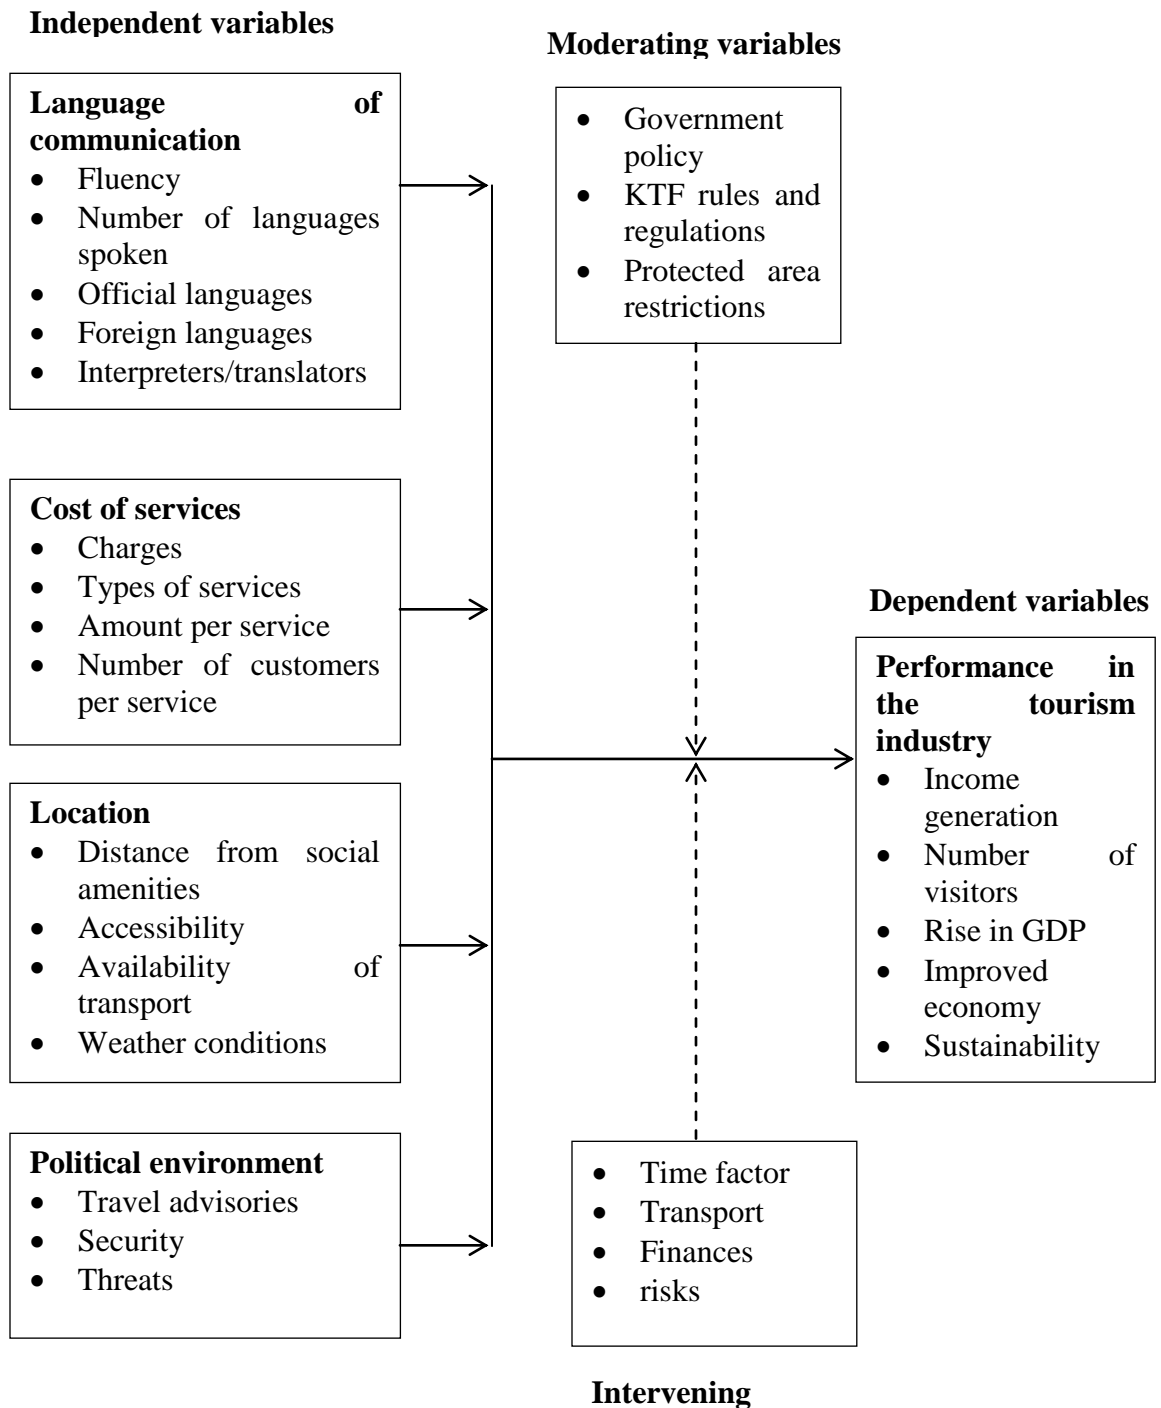 Independent variables
Language of
communication
• Fluency
• Number of languages
spoken
• Official languages
• Foreign languages
• Interpreters/translators
Cost of services
• Charges
• Types of services
• Amount per service
• Number of customers
per service
Location
• Distance from social
amenities
• Accessibility
• Availability of
transport
• Weather conditions
Political environment
• Travel advisories
• Security
• Threats
Moderating variables
• Government
policy
• KTF rules and
regulations
• Protected area
restrictions
• Time factor
• Transport
• Finances
• risks
Intervening
Dependent variables
Performance in
the tourism
industry
• Income
generation
• Number of
visitors
• Rise in GDP
• Improved
economy
• Sustainability